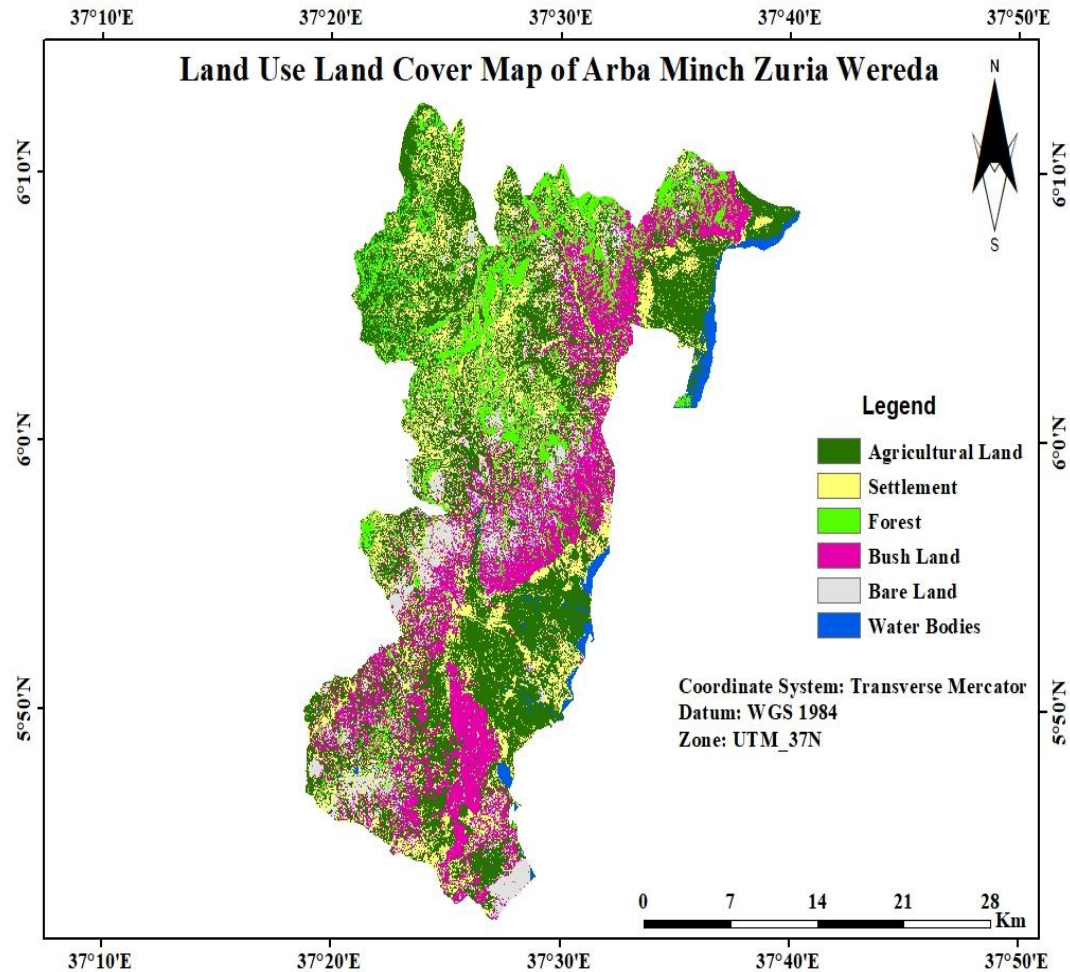 37°10'E 37°20'E 37°30'E 37°40'E 37°50'E
Land Use Land Cover Map of Arba Minch Zuria Wereda
N
S
6°10'N 6°10'N
6°0'N 6°0'N
5°50'N 5°50'N
Legend
Agricultural Land
Settlement
Forest
Bush Land
Bare Land
Water Bodies
Coordinate System: Transverse Mercator
Datum: WGS 1984
Zone: UTM_37N
0 7 14 21 28
Km
37°10'E 37°20'E 37°30'E 37°40'E 37°50'E